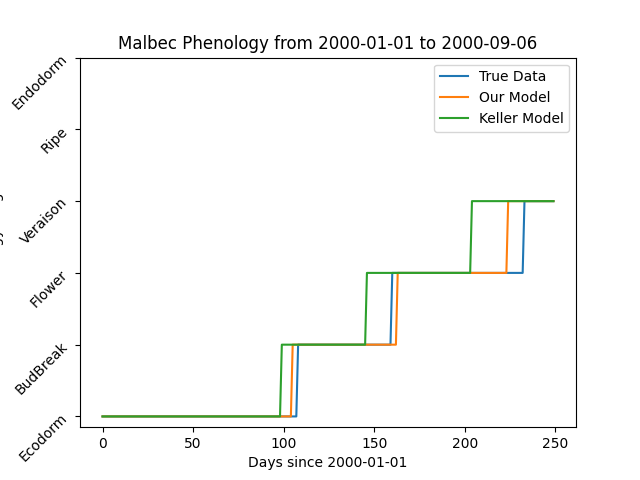 Malbec Phenology from 2000-01-01 to 2000-09-06
True Data
Our Model
Keller Model
Endodorm
Ripe
Veraison
Flower
BudBreak
Ecodorm
0 50 100 150 200 250
Days since 2000-01-01